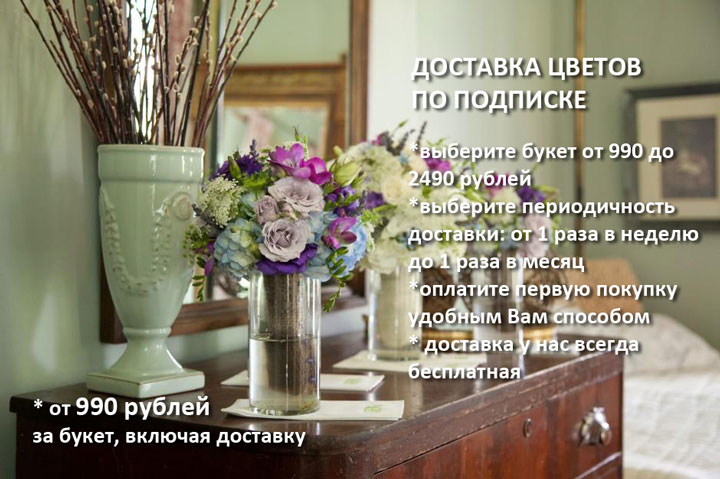 ДОСТАВКА ЦВЕТОВ
ПО ПОДПИСКЕ
*выберите букет от 990 до
2490 рублей
*выберите периодичность
доставки: от 1 раза в неделю
до 1 раза в месяц
*оплатите первую покупку
удобным Вам способом
* доставка у нас всегда
бесплатная
* от 990 рублей
за букет, включая доставку